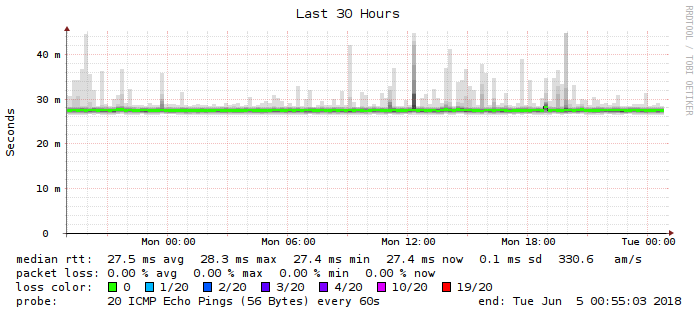 Last 30 Hours
RRDTOOL / TOBI OETIKER
Seconds
40 m
30 m
20 m
10 m
0
Mon 00:00 Mon 06:00 Mon 12:00 Mon 18:00 Tue 00:00
median rtt: 27.5 ms avg 28.3 ms max 27.4 ms min 27.4 ms now 0.1 ms sd 330.6 am/s
packet loss: 0.00 % avg 0.00 % max 0.00 % min 0.00 % now
loss color: 0 1/20 2/20 3/20 4/20 10/20 19/20
probe: 20 ICMP Echo Pings (56 Bytes) every 60s end: Tue Jun 5 00:55:03 2018